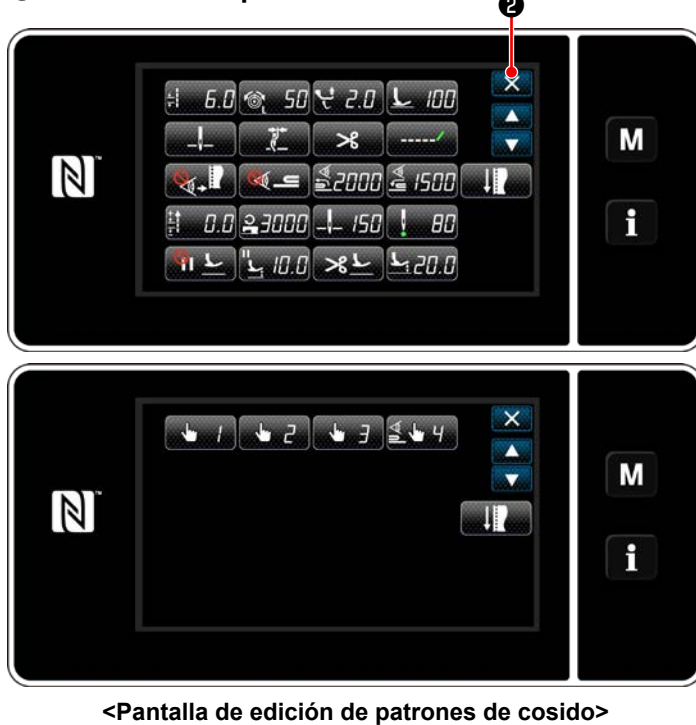 2
6.0 50 2.0 100
2000 1500
0.0 3000 150 80
10.0 20.0
M
i
1 2 3 4
M
i
<Pantalla de edición de patrones de cosido>